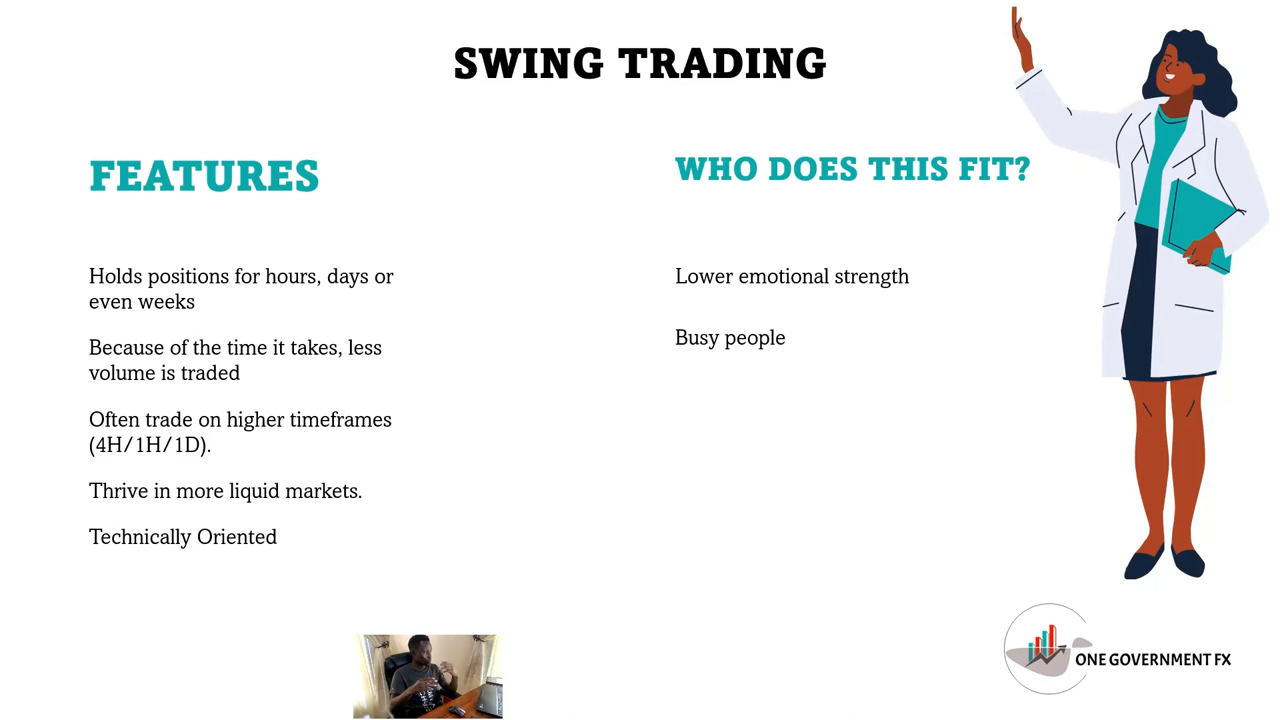 SWING TRADING
FEATURES
Holds positions for hours, days or
even weeks
Because of the time it takes, less
volume is traded
Often trade on higher timeframes
(4H/1H/1D).
Thrive in more liquid markets.
Technically Oriented
WHO DOES THIS FIT?
Lower emotional strength
Busy people
ONE GOVERNMENT FX